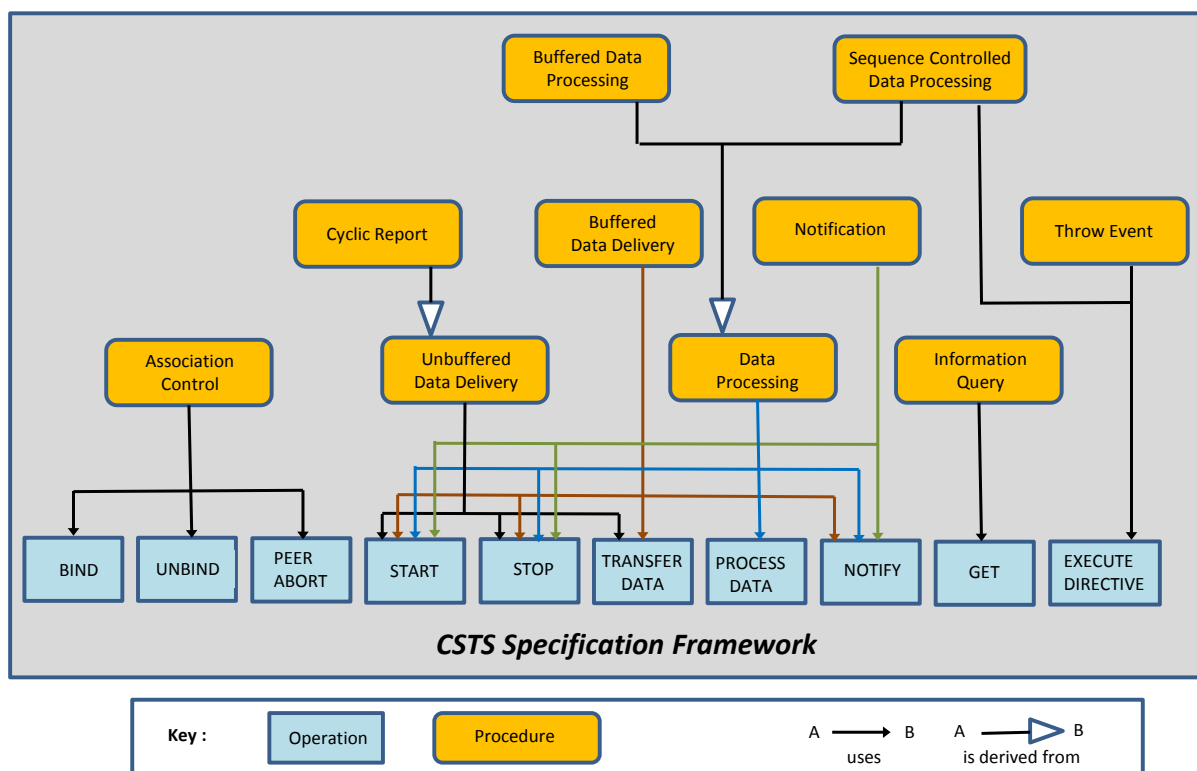 Buffered Data
Processing
Sequence Controlled
Data Processing
Cyclic Report
Buffered
Data Delivery
Notification
Throw Event
Association
Control
Unbuffered
Data Delivery
Data
Processing
Information
Query
BIND
UNBIND
PEER
ABORT
START
STOP
TRANSFER
DATA
PROCESS
DATA
NOTIFY
GET
EXECUTE
DIRECTIVE
CSTS Specification Framework
Key :
Operation
Procedure
A
B
uses
A
B
is derived from